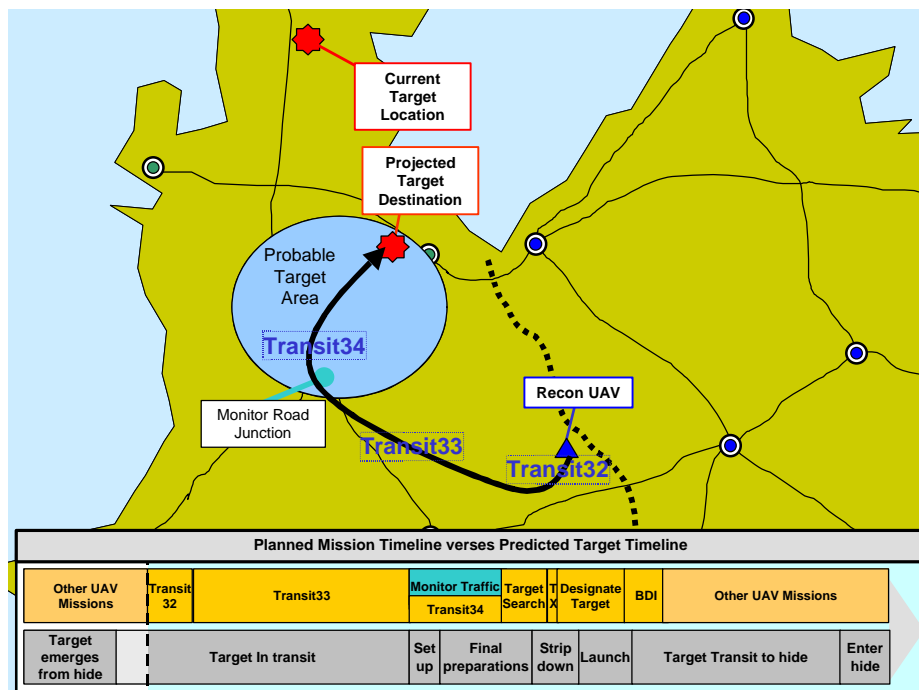 Current
Target
Location
Projected
Target
Destination
Probable
Target
Area
Transit34
Monitor Road
Junction
Transit33
Recon UAV
Transit32
Planned Mission Timeline verses Predicted Target Timeline
Other UAV
Missions
Transit
32
Transit33
Monitor Traffic
Transit34
Target
Search
T
X
Designate
Target
BDI
Other UAV Missions
Target
emerges
from hide
Target In transit
Set
up
Final
preparations
Strip
down
Launch
Target Transit to hide
Enter
hide